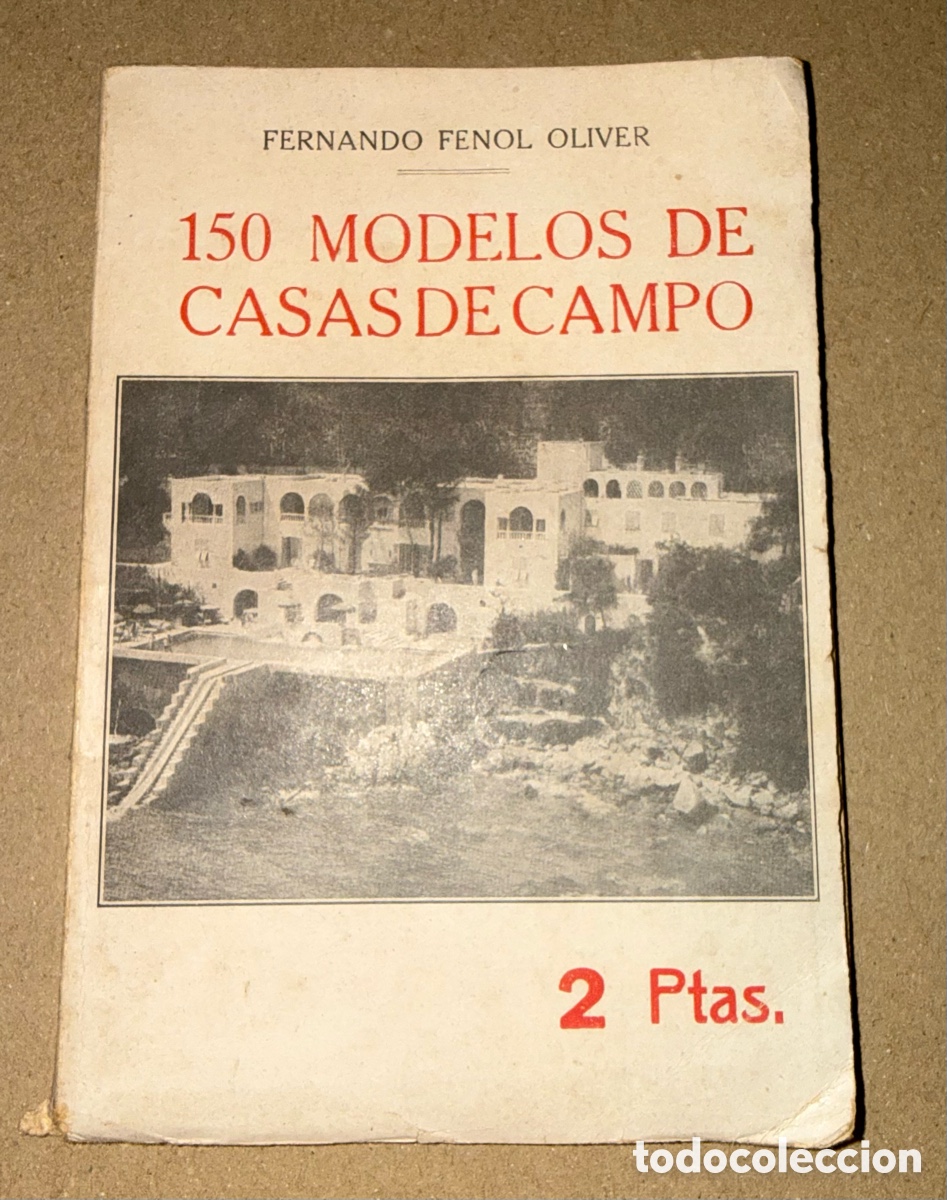 FERNANDO FENOL OLIVER
150 MODELOS DE
CASAS DE CAMPO
2 Ptas.
todocoleccion